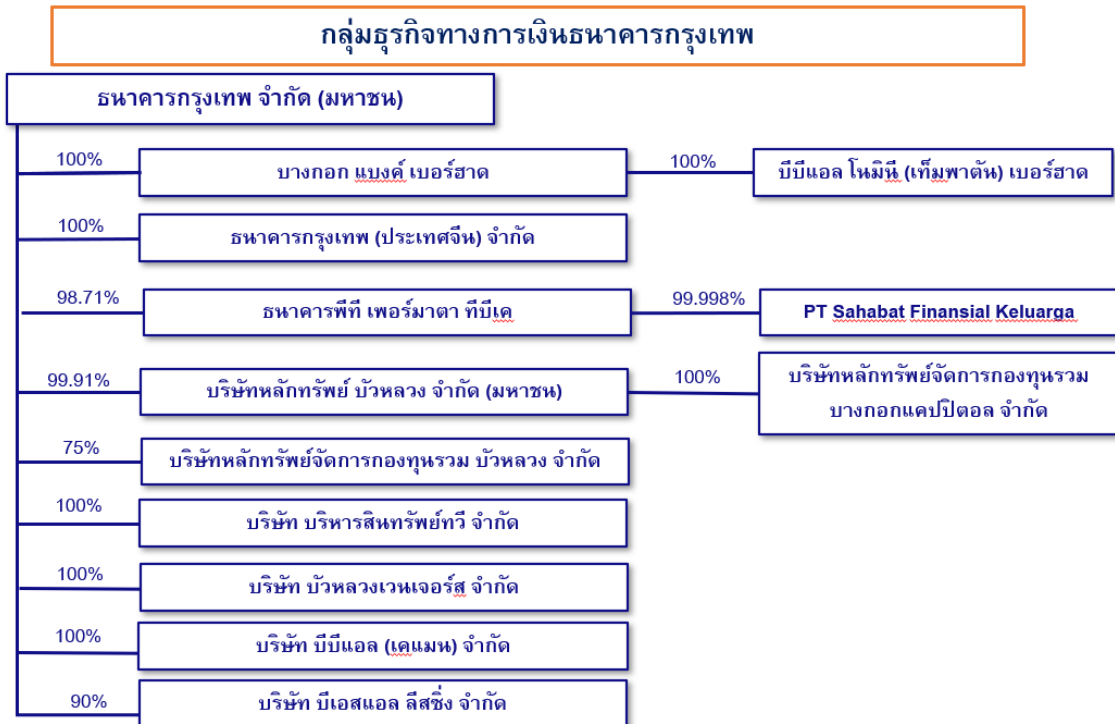 กลุ่มธุรกิจทางการเงินธนาคารกรุงเทพ
ธนาคารกรุงเทพ จำกัด (มหาชน)
100%
บางกอก แบงค์ เบอร์ฮาด
100%
บีบีแอล โนมินี (เท็มพาตัน) เบอร์ฮาด
100%
ธนาคารกรุงเทพ (ประเทศจีน) จำกัด
98.71%
ธนาคารพีที เพอร์มาตา ทีบีเค
99.998%
PT Sahabat Finansial Keluarga
99.91%
บริษัทหลักทรัพย์ บัวหลวง จำกัด (มหาชน)
100%
บริษัทหลักทรัพย์จัดการกองทุนรวม
บางกอกแคปปิตอล จำกัด
75%
บริษัทหลักทรัพย์จัดการกองทุนรวม บัวหลวง จำกัด
100%
บริษัท บริหารสินทรัพย์ทวี จำกัด
100%
บริษัท บัวหลวงเวนเจอร์ส จำกัด
100%
บริษัท บีบีแอล (เคแมน) จำกัด
90%
บริษัท บีเอสแอล ลีสซิ่ง จำกัด